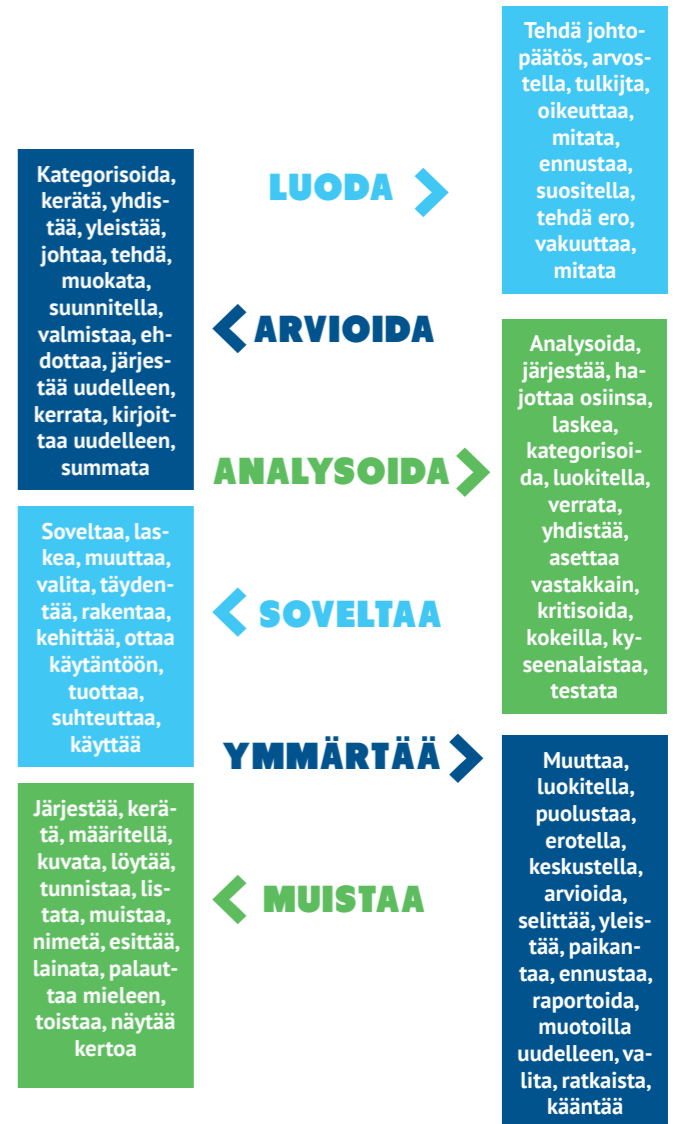 LUODA
Tehdä johto-
päätös, arvos-
tella, tulkijta,
oikeuttaa,
mitata,
ennustaa,
suositella,
tehdä ero,
vakuuttaa,
mitata
ARVIOIDA
Kategorisoida,
kerätä, yhdis-
tää, yleistää,
johtaa, tehdä,
muokata,
suunnitella,
valmistaa, eh-
dottaa, järjes-
tää uudelleen,
kerrata, kirjoit-
taa uudelleen,
summata
ANALYSOIDA
Analysoida,
järjestää, ha-
jottaa osiinsa,
laskea,
kategorisoi-
da, luokitella,
verrata,
yhdistää,
asettaa
vastakkain,
kritisoida,
kokeilla, ky-
seenalaistaa,
testata
SOVELTAA
Soveltaa, las-
kea, muuttaa,
valita, täyden-
tää, rakentaa,
kehittää, ottaa
käytäntöön,
tuottaa,
suhteuttaa,
käyttää
YMMÄRTÄÄ
Muuttaa,
luokitella,
puolustaa,
erotella,
keskustella,
arvioida,
selittää, yleis-
tää, paikan-
taa, ennustaa,
raportoida,
muotoilla
uudelleen, va-
lita, ratkaista,
kääntää
MUISTAA
Järjestää, kerä-
tä, määritellä,
kuvata, löytää,
tunnistaa, lis-
tata, muistaa,
nimetä, esittää,
lainata, palaut-
taa mieleen,
toistaa, näytää
kertoa